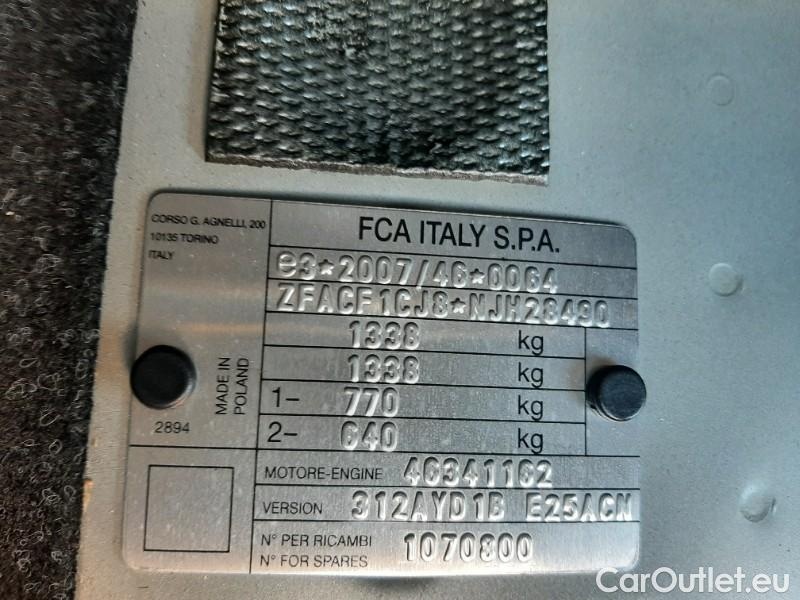 CORSO G. AGNELLI, 200
10135 TORINO
ITALY
FCA ITALY S.P.A.
e3*2007/46*0064
ZFACF1CJ8*NJH28490
1338 kg
1338 kg
1- 770 kg
2- 640 kg
MADE IN
POLAND
2894
MOTORE-ENGINE 46341162
VERSION 312AYD1B E25ACN
N° PER RICAMBI
N° FOR SPARES 1070800
CarOutlet.eu